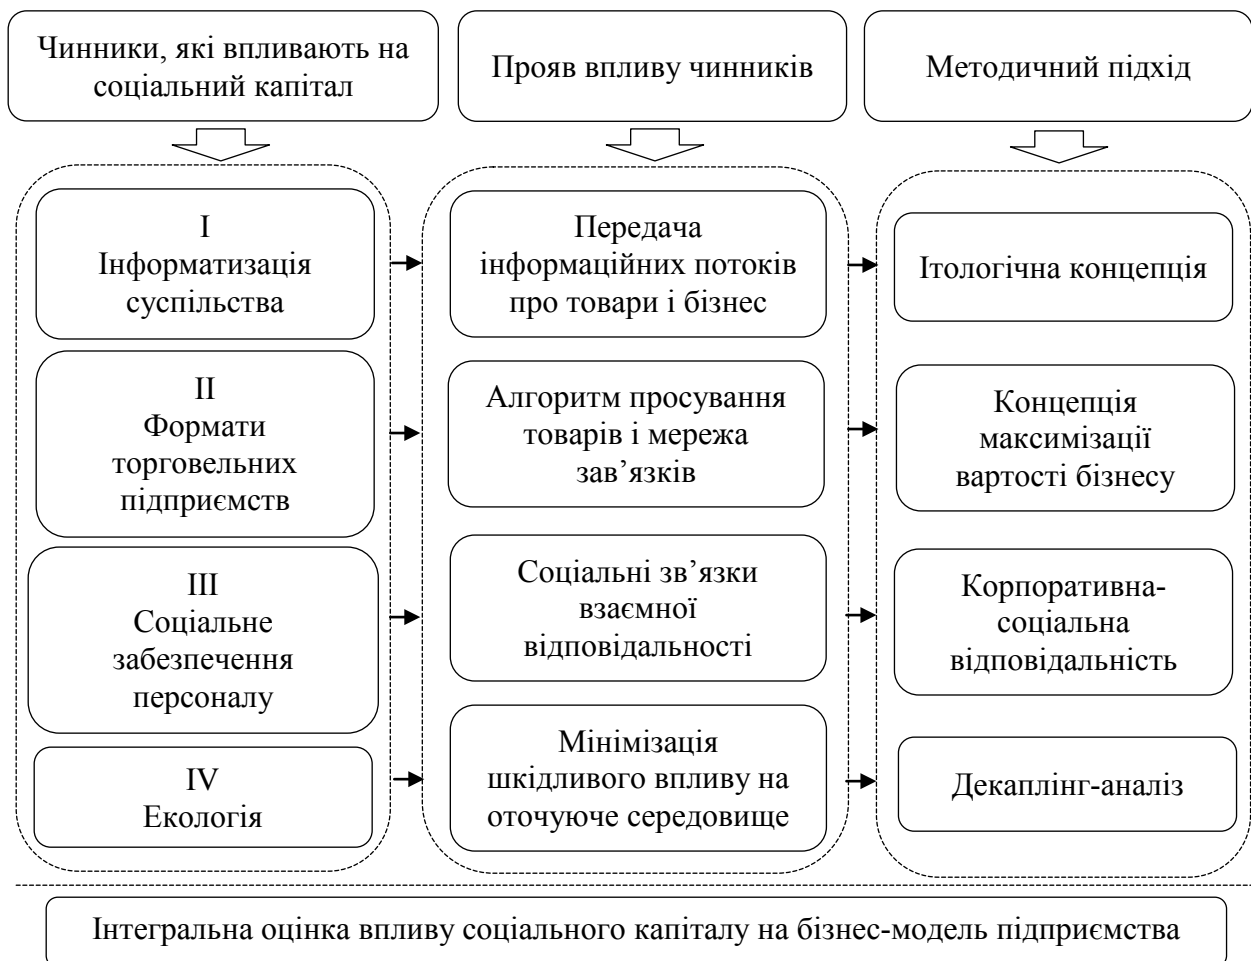 Чинники, які впливають на
соціальний капітал
Прояв впливу чинників
Методичний підхід
I
Інформатизація
суспільства
Передача
інформаційних потоків
про товари і бізнес
Ітологічна концепція
II
Формати
торговельних
підприємств
Алгоритм просування
товарів і мережа
зав’язків
Концепція
максимізації
вартості бізнесу
III
Соціальне
забезпечення
персоналу
Соціальні зв’язки
взаємної
відповідальності
Корпоративна-
соціальна
відповідальність
IV
Екологія
Мінімізація
шкідливого впливу на
оточуюче середовище
Декаплінг-аналіз
Інтегральна оцінка впливу соціального капіталу на бізнес-модель підприємства